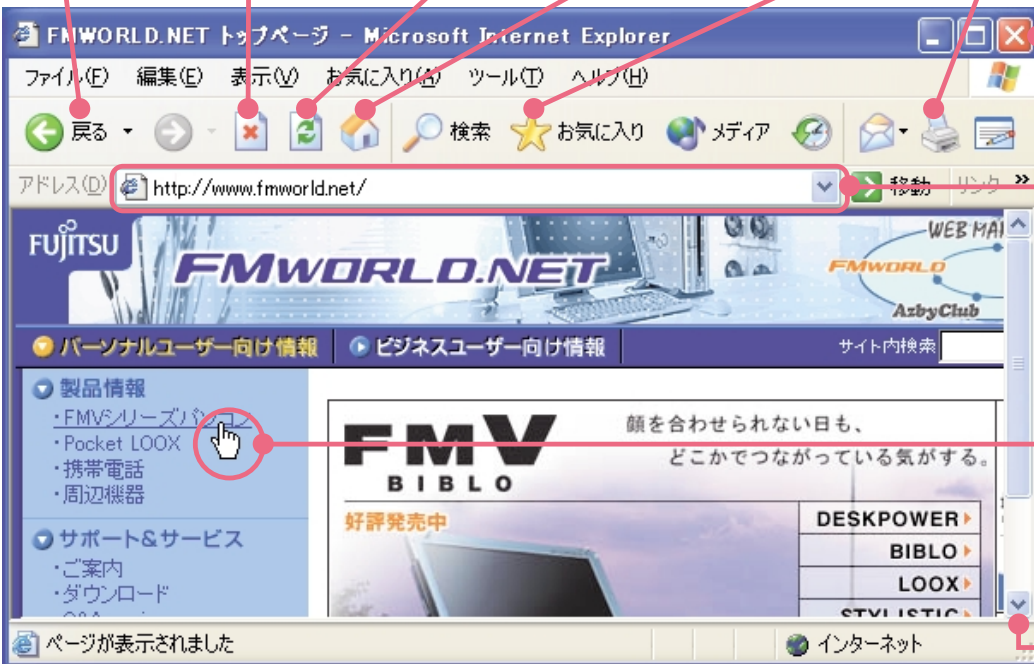 FMWORLD.NET トップページ - Microsoft Internet Explorer
ファイル(F) 編集(E) 表示(V) お気に入り(A) ツール(T) ヘルプ(H)
戻る 検索 お気に入り メディア
アドレス(D) http://www.fmworld.net/ 移動 リンク »
FUJITSU
FMWORLD.NET
WEB MA
FMWORLD
AzbyClub
パーソナルユーザー向け情報 ビジネスユーザー向け情報 サイト内検索
製品情報
・FMVシリーズパソコン
・Pocket LOOX
・携帯電話
・周辺機器
サポート&サービス
・ご案内
・ダウンロード
FMV
BIBLO
顔を合わせられない日も、
どこかでつながっている気がする。
好評発売中
DESKPOWER
BIBLO
LOOX
STYLISTIC
ページが表示されました インターネット